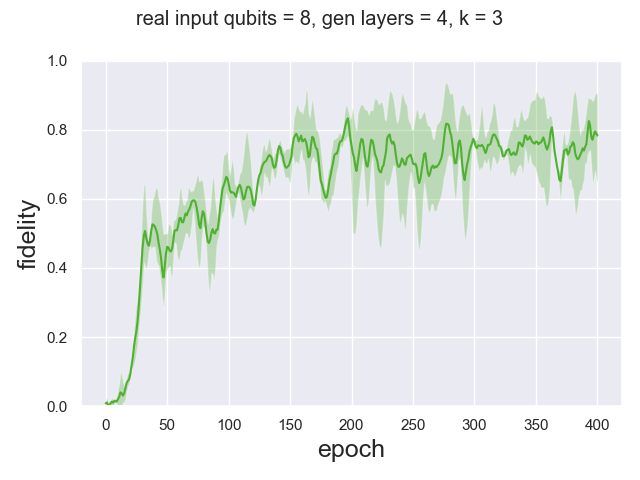 real input qubits = 8, gen layers = 4, k = 3
1.0
0.8
0.6
0.4
0.2
0.0
fidelity
0 50 100 150 200 250 300 350 400
epoch